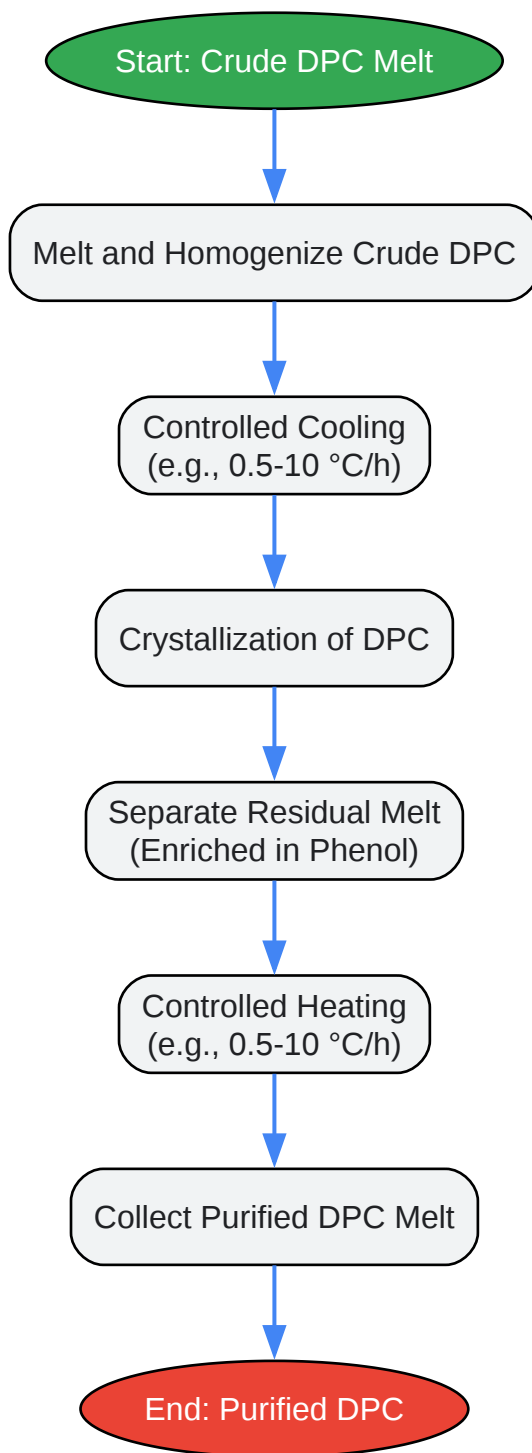 Start: Crude DPC Melt
Melt and Homogenize Crude DPC
Controlled Cooling
(e.g., 0.5-10 °C/h)
Crystallization of DPC
Separate Residual Melt
(Enriched in Phenol)
Controlled Heating
(e.g., 0.5-10 °C/h)
Collect Purified DPC Melt
End: Purified DPC